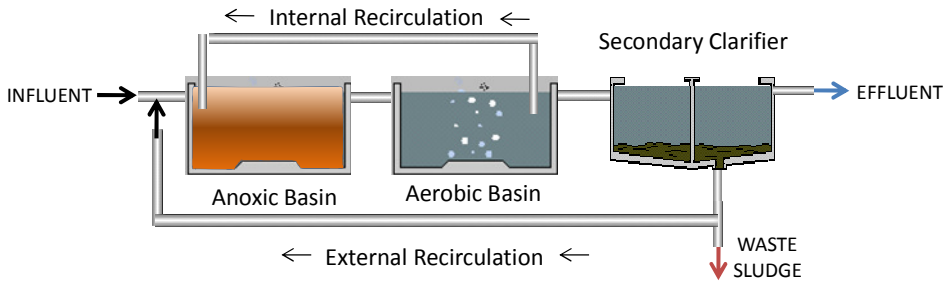 ← Internal Recirculation ←
Secondary Clarifier
INFLUENT
EFFLUENT
Anoxic Basin
Aerobic Basin
← External Recirculation ←
WASTE
SLUDGE